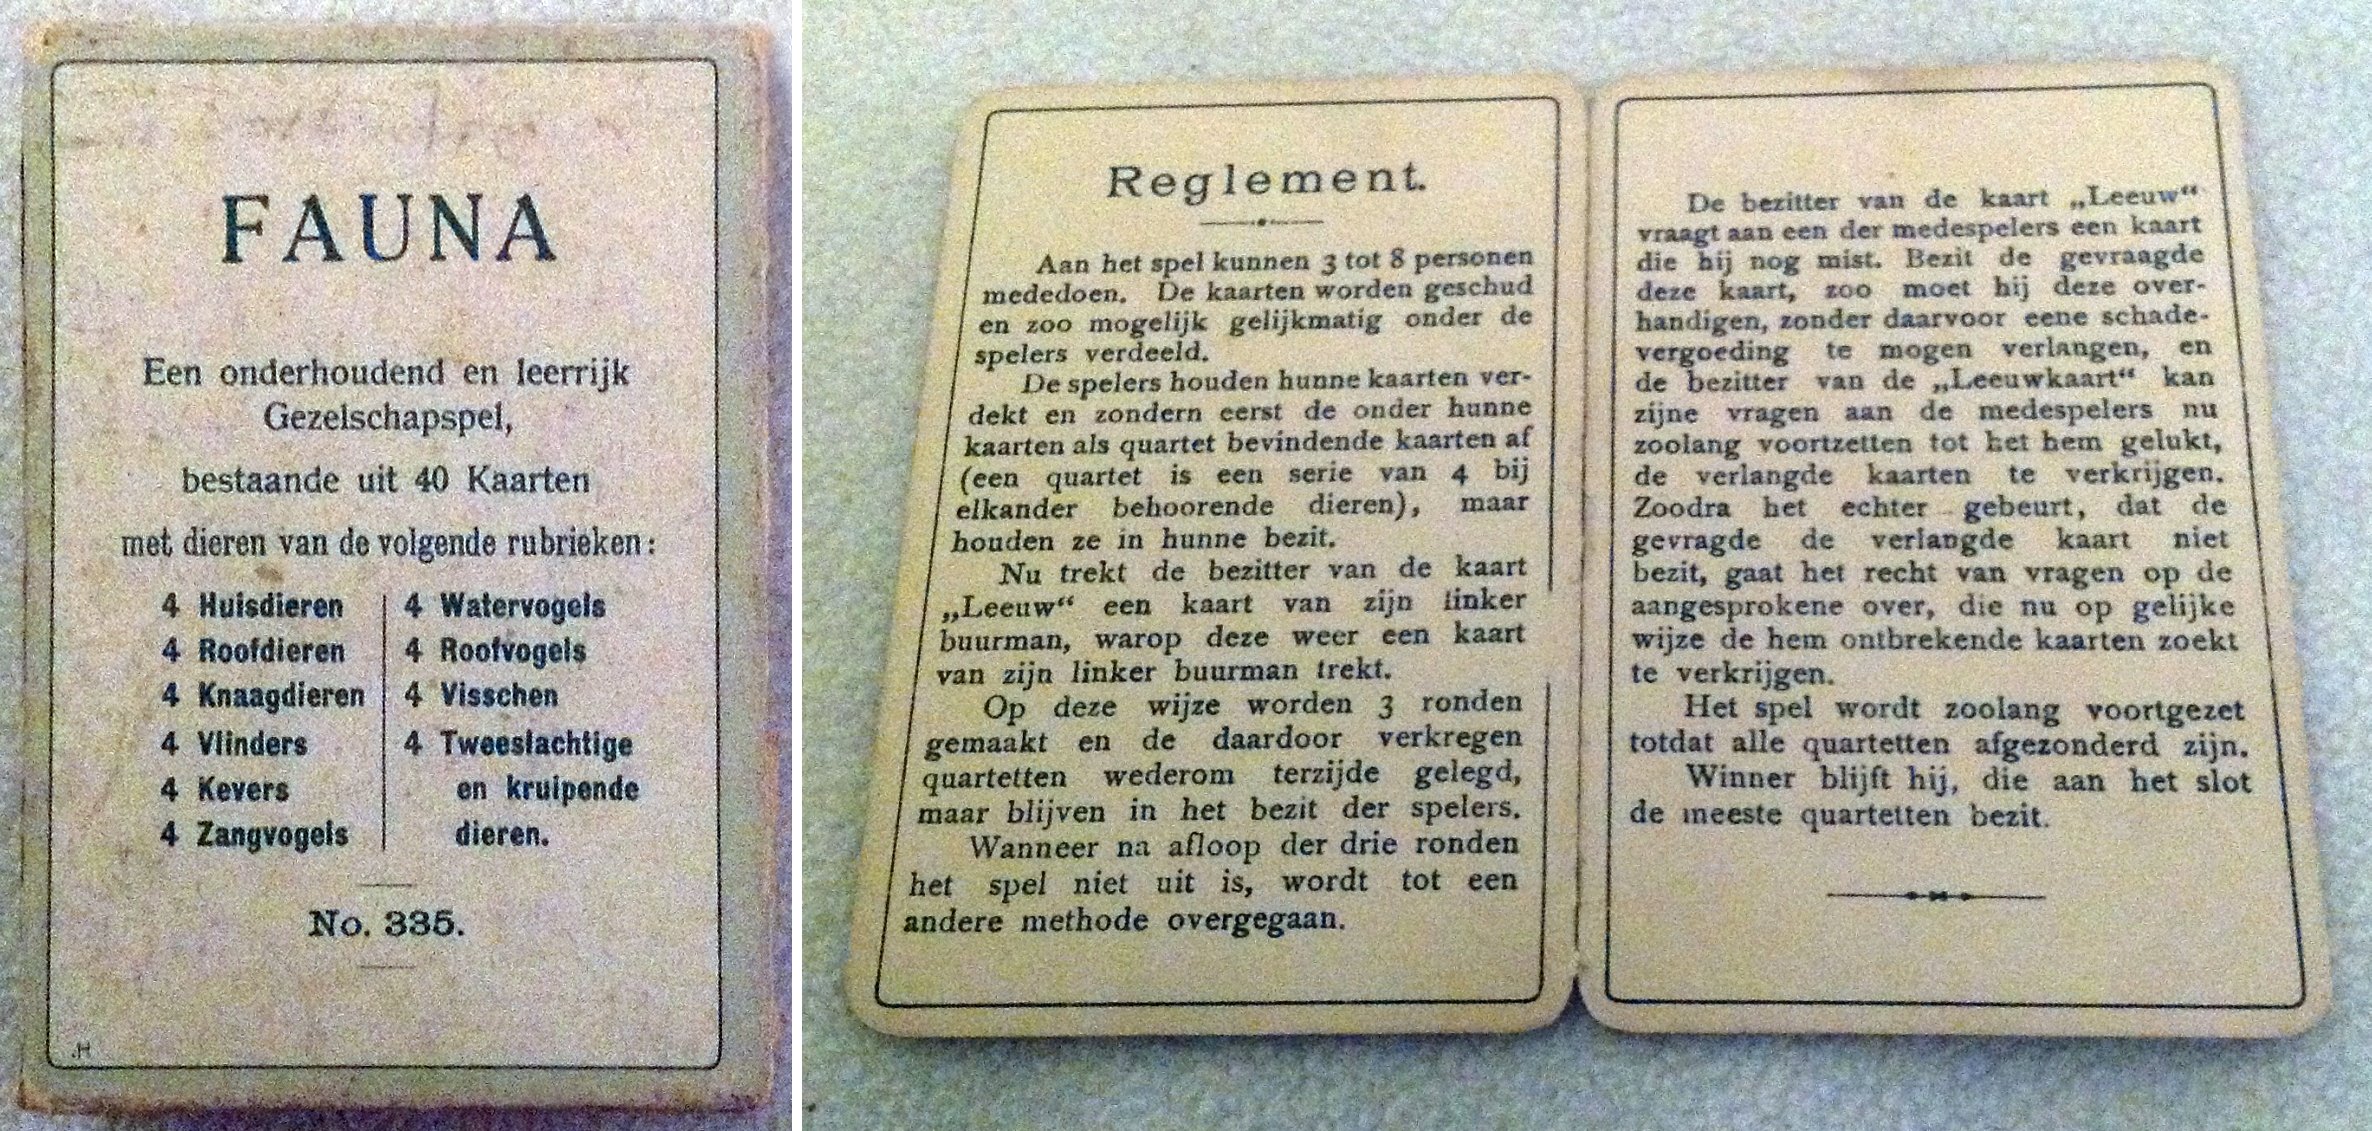 FAUNA
Een onderhoudend en leerrijk
Gezelschapspel,
bestaande uit 40 Kaarten
met dieren van de volgende rubrieken:
4 Huisdieren
4 Roofdieren
4 Knaagdieren
4 Vlinders
4 Kevers
4 Zangvogels
4 Watervogels
4 Roofvogels
4 Visschen
4 Tweeslachtige
en kruipende
dieren.
No. 335.
.H
Reglement.
Aan het spel kunnen 3 tot 8 personen
mededoen. De kaarten worden geschud
en zoo mogelijk gelijkmatig onder de
spelers verdeeld.
De spelers houden hunne kaarten ver-
dekt en zondern eerst de onder hunne
kaarten als quartet bevindende kaarten af
(een quartet is een serie van 4 bij
elkander behoorende dieren), maar
houden ze in hunne bezit.
Nu trekt de bezitter van de kaart
„Leeuw“ een kaart van zijn linker
buurman, warop deze weer een kaart
van zijn linker buurman trekt.
Op deze wijze worden 3 ronden
gemaakt en de daardoor verkregen
quartetten wederom terzijde gelegd,
maar blijven in het bezit der spelers.
Wanneer na afloop der drie ronden
het spel niet uit is, wordt tot een
andere methode overgegaan.
De bezitter van de kaart „Leeuw“
vraagt aan een der medespelers een kaart
die hij nog mist. Bezit de gevraagde
deze kaart, zoo moet hij deze over-
handigen, zonder daarvoor eene schade-
vergoeding te mogen verlangen, en
de bezitter van de „Leeuwkaart“ kan
zijne vragen aan de medespelers nu
zoolang voortzetten tot het hem gelukt,
de verlangde kaarten te verkrijgen.
Zoodra het echter gebeurt, dat de
gevragde de verlangde kaart niet
bezit, gaat het recht van vragen op de
aangesprokene over, die nu op gelijke
wijze de hem ontbrekende kaarten zoekt
te verkrijgen.
Het spel wordt zoolang voortgezet
totdat alle quartetten afgezonderd zijn.
Winner blijft hij, die aan het slot
de meeste quartetten bezit.